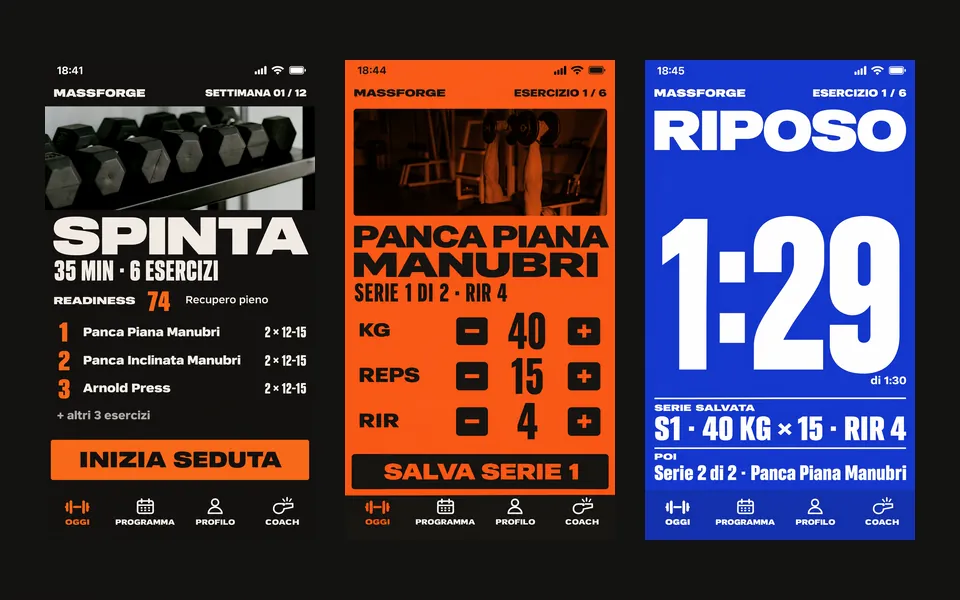 18:41
MASSFORGE
SETTIMANA 01 / 12
SPINTA
35 MIN · 6 ESERCIZI
READINESS 74 Recupero pieno
1 Panca Piana Manubri 2 × 12-15
2 Panca Inclinata Manubri 2 × 12-15
3 Arnold Press 2 × 12-15
+ altri 3 esercizi
INIZIA SEDUTA
OGGI PROGRAMMA PROFILO COACH
18:44
MASSFORGE
ESERCIZIO 1 / 6
PANCA PIANA
MANUBRI
SERIE 1 DI 2 · RIR 4
KG − 40 +
REPS − 15 +
RIR − 4 +
SALVA SERIE 1
OGGI PROGRAMMA PROFILO COACH
18:45
MASSFORGE
ESERCIZIO 1 / 6
RIPOSO
1:29
di 1:30
SERIE SALVATA
S1 · 40 KG × 15 · RIR 4
POI
Serie 2 di 2 · Panca Piana Manubri
OGGI PROGRAMMA PROFILO COACH